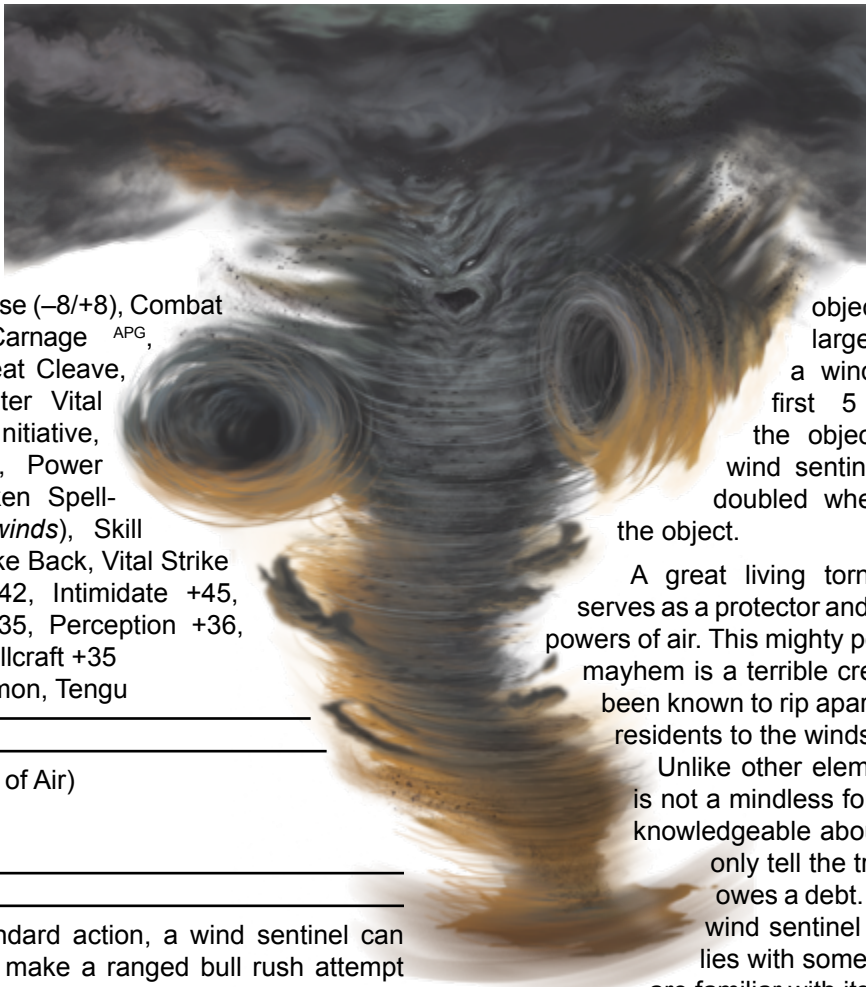 se (–8/+8), Combat
Carnage APG,
eat Cleave,
ter Vital
nitiative,
, Power
ken Spell-
winds), Skill
ke Back, Vital Strike
42, Intimidate +45,
35, Perception +36,
llcraft +35
mon, Tengu
of Air)
ndard action, a wind sentinel can
make a ranged bull rush attempt
objec
large
a wind
first 5
the objec
wind sentin
doubled whe
the object.
A great living torn
serves as a protector and
powers of air. This mighty p
mayhem is a terrible cre
been known to rip apar
residents to the winds
Unlike other elem
is not a mindless fo
knowledgeable abou
only tell the tr
owes a debt.
wind sentinel
lies with some
are familiar with its